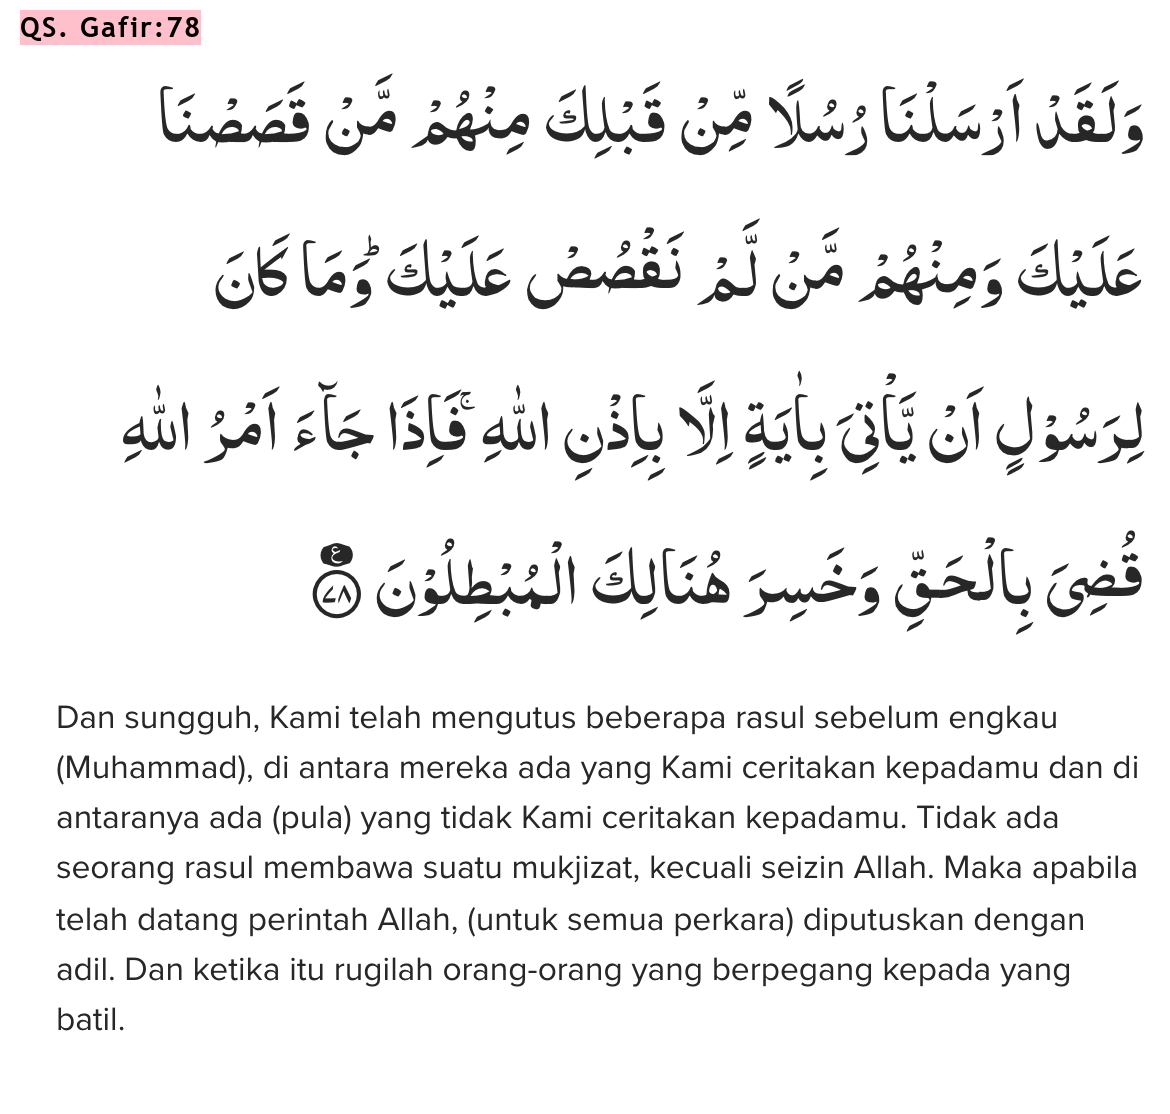 QS. Gafir:78
وَلَقَدْ اَرْسَلْنَا رُسُلًا مِّنْ قَبْلِكَ مِنْهُمْ مَّنْ قَصَصْنَا
عَلَيْكَ وَمِنْهُمْ مَّنْ لَّمْ نَقْصُصْ عَلَيْكَ ۗوَمَا كَانَ
لِرَسُوْلٍ اَنْ يَّأْتِيَ بِاٰيَةٍ اِلَّا بِاِذْنِ اللّٰهِ ۚفَاِذَا جَاۤءَ اَمْرُ اللّٰهِ
قُضِيَ بِالْحَقِّ وَخَسِرَ هُنَالِكَ الْمُبْطِلُوْنَ ࣖ ٧٨
Dan sungguh, Kami telah mengutus beberapa rasul sebelum engkau
(Muhammad), di antara mereka ada yang Kami ceritakan kepadamu dan di
antaranya ada (pula) yang tidak Kami ceritakan kepadamu. Tidak ada
seorang rasul membawa suatu mukjizat, kecuali seizin Allah. Maka apabila
telah datang perintah Allah, (untuk semua perkara) diputuskan dengan
adil. Dan ketika itu rugilah orang-orang yang berpegang kepada yang
batil.